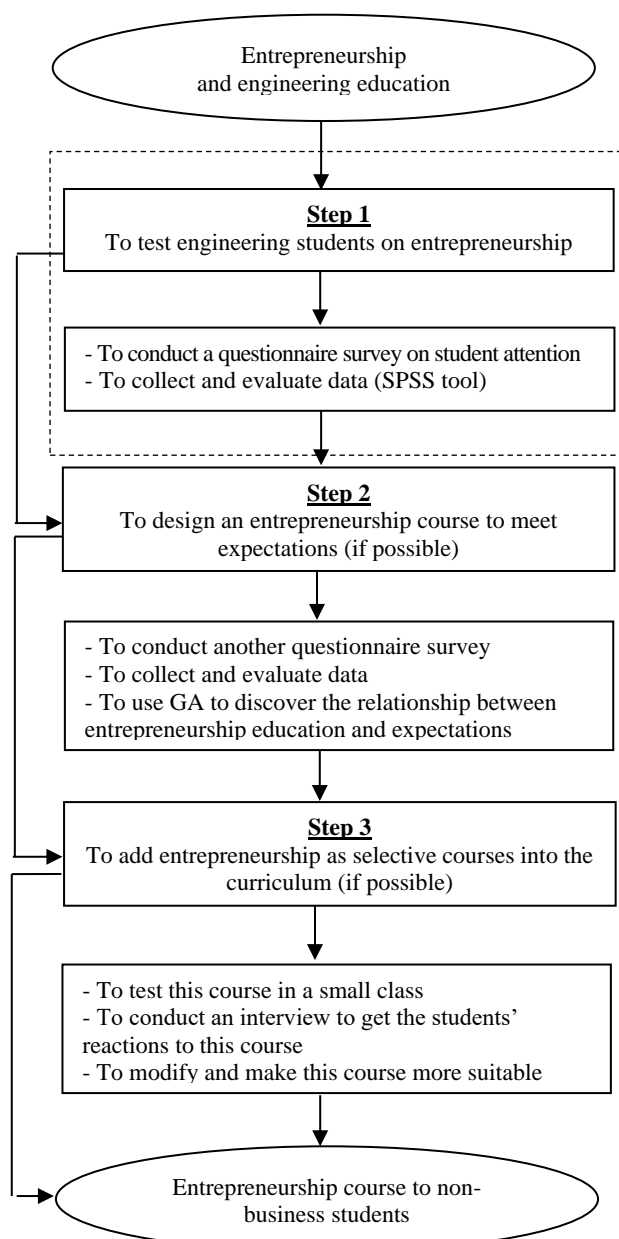 Entrepreneurship
and engineering education
Step 1
To test engineering students on entrepreneurship
- To conduct a questionnaire survey on student attention
- To collect and evaluate data (SPSS tool)
Step 2
To design an entrepreneurship course to meet
expectations (if possible)
- To conduct another questionnaire survey
- To collect and evaluate data
- To use GA to discover the relationship between
entrepreneurship education and expectations
Step 3
To add entrepreneurship as selective courses into the
curriculum (if possible)
- To test this course in a small class
- To conduct an interview to get the students’
reactions to this course
- To modify and make this course more suitable
Entrepreneurship course to non-
business students